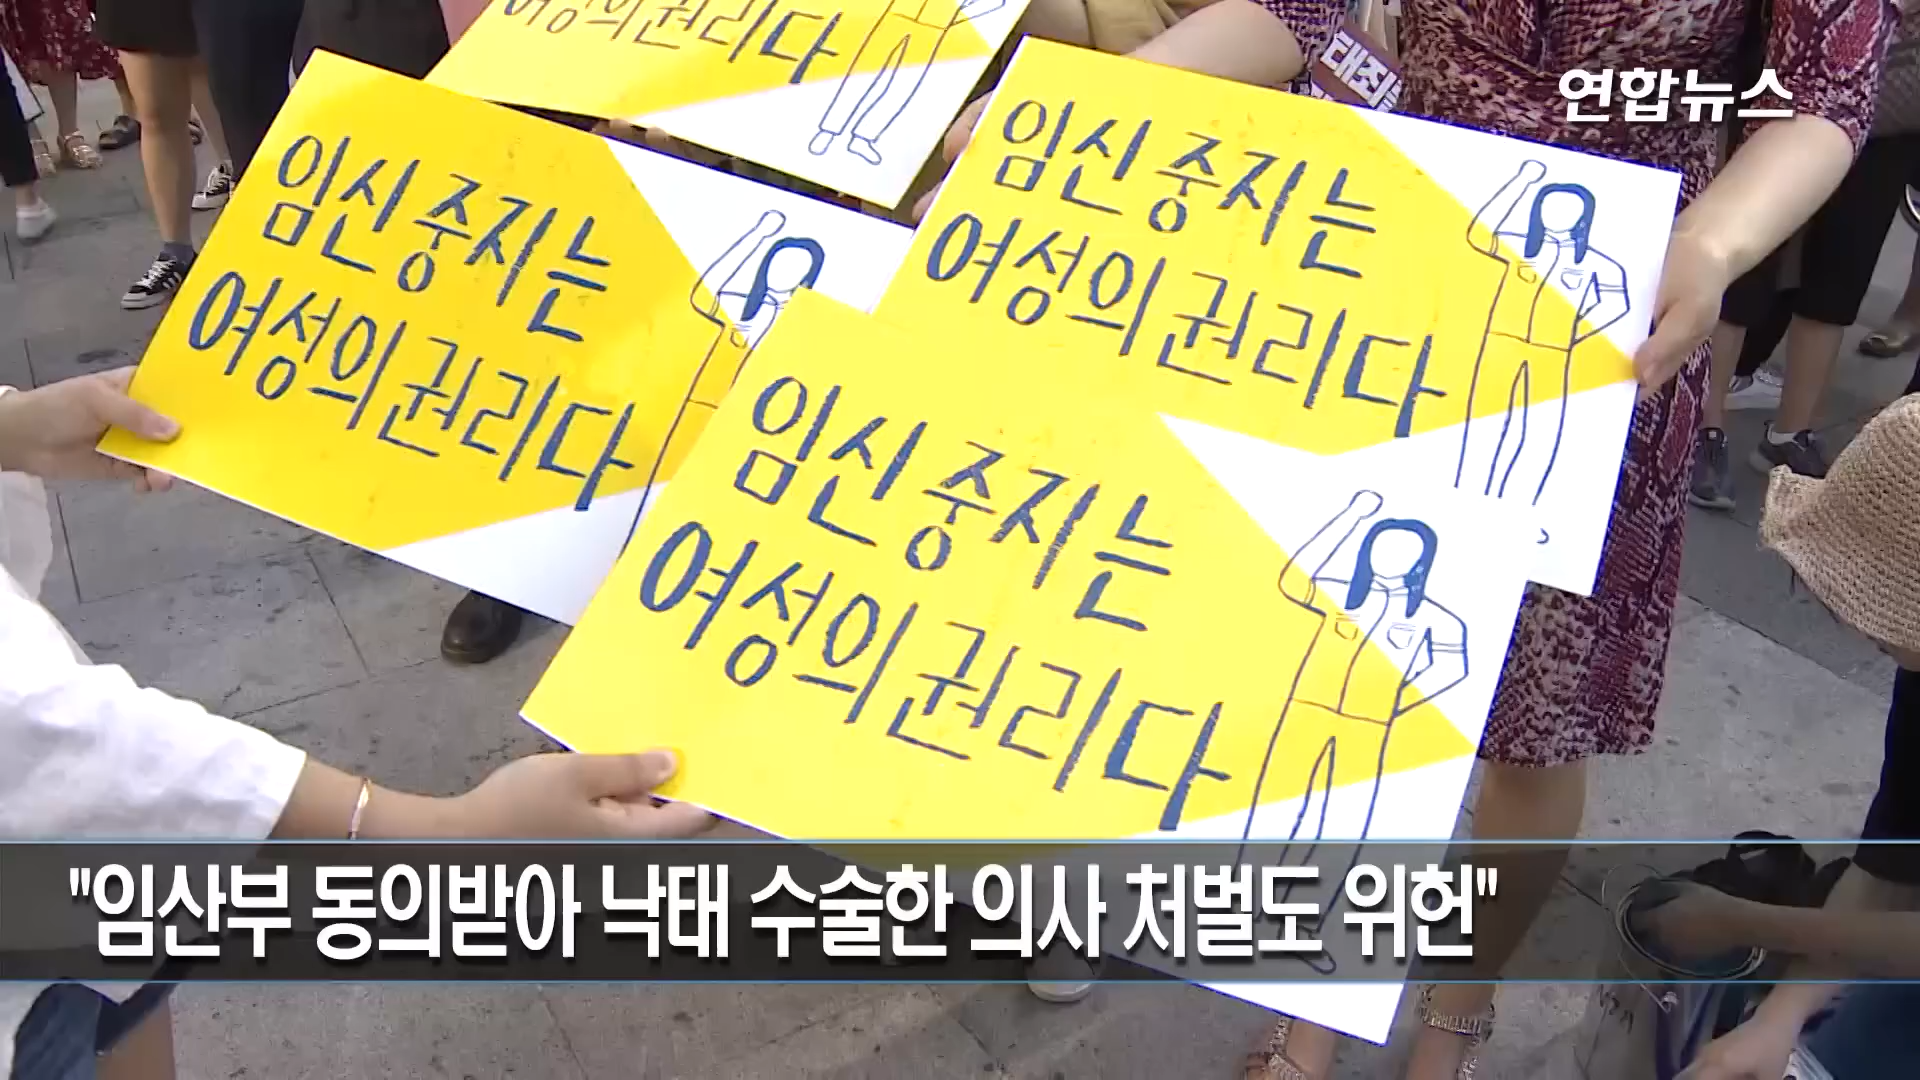 여성의권리다
태죄
연합뉴스
임신중지는
여성의권리다
임신중지는
여성의권리다
임신중지는
여성의권리다
"임산부 동의받아 낙태 수술한 의사 처벌도 위헌"